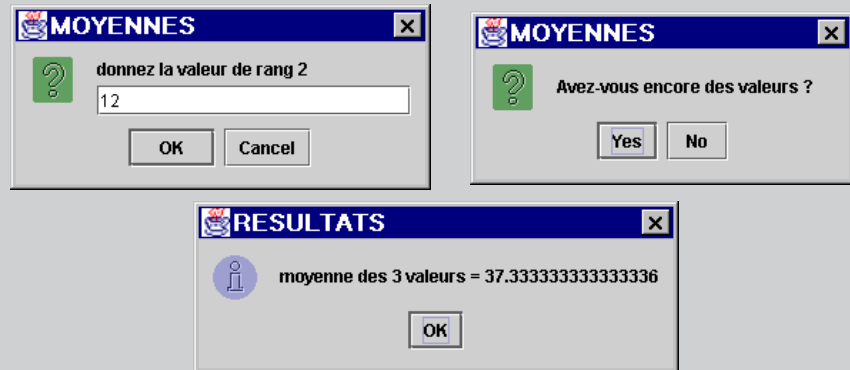 MOYENNES
donnez la valeur de rang 2
12
OK Cancel
MOYENNES
Avez-vous encore des valeurs ?
Yes No
RESULTATS
moyenne des 3 valeurs = 37.333333333333336
OK